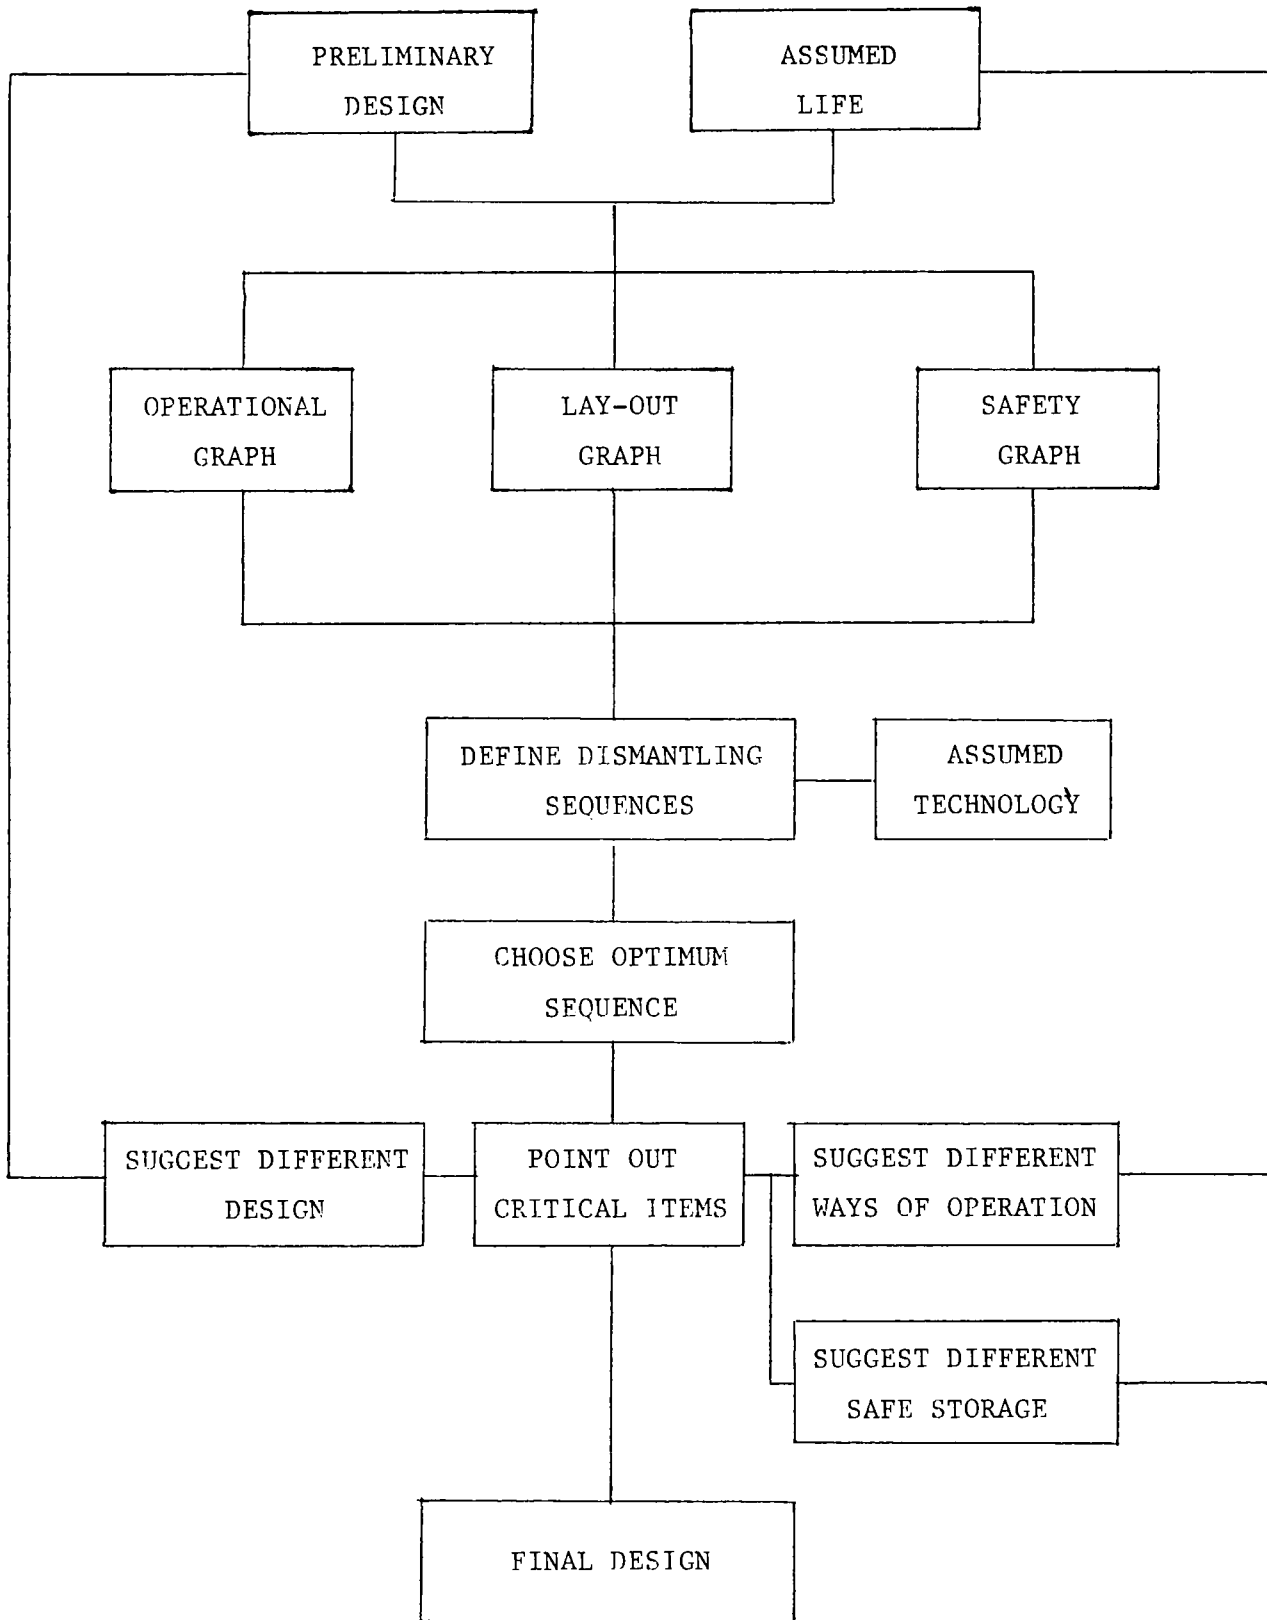 PRELIMINARY
DESIGN
ASSUMED
LIFE
OPERATIONAL
GRAPH
LAY-OUT
GRAPH
SAFETY
GRAPH
DEFINE DISMANTLING
SEQUENCES
ASSUMED
TECHNOLOGY
CHOOSE OPTIMUM
SEQUENCE
SUGGEST DIFFERENT
DESIGN
POINT OUT
CRITICAL ITEMS
SUGGEST DIFFERENT
WAYS OF OPERATION
SUGGEST DIFFERENT
SAFE STORAGE
FINAL DESIGN